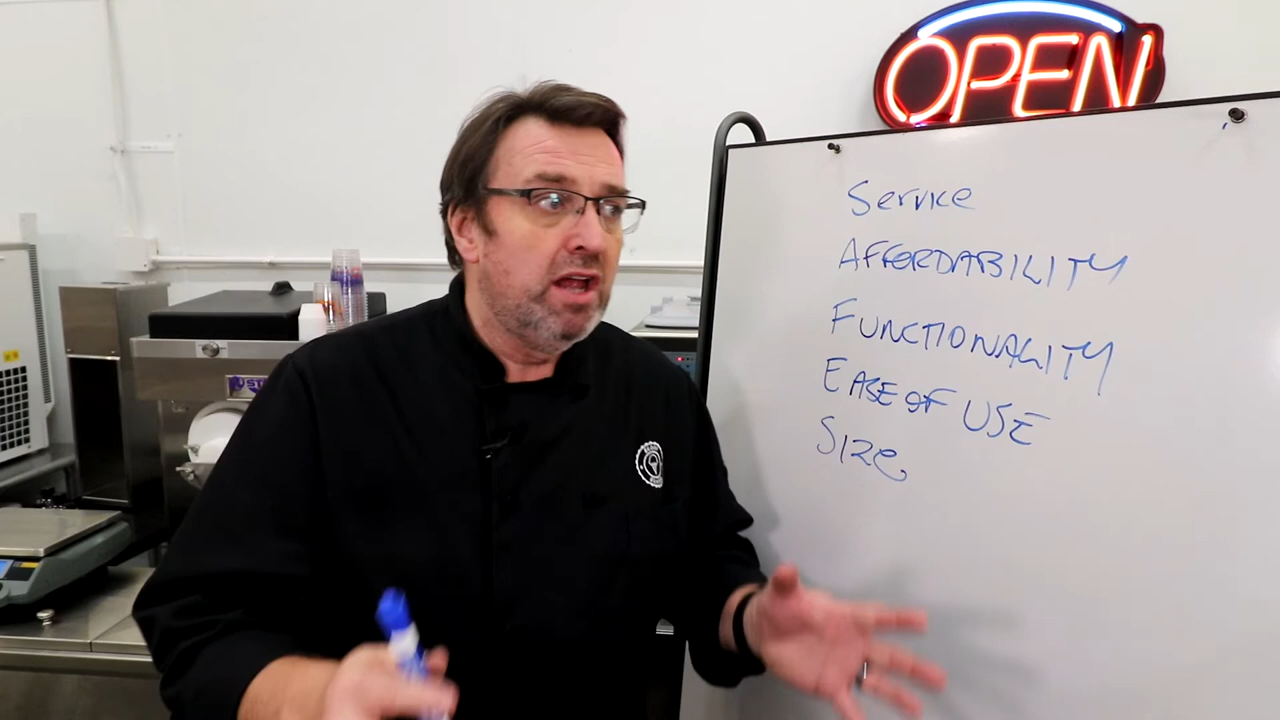 OPEN
Service
AFFORDABILITY
FUNCTIONALITY
EASE OF USE
Size